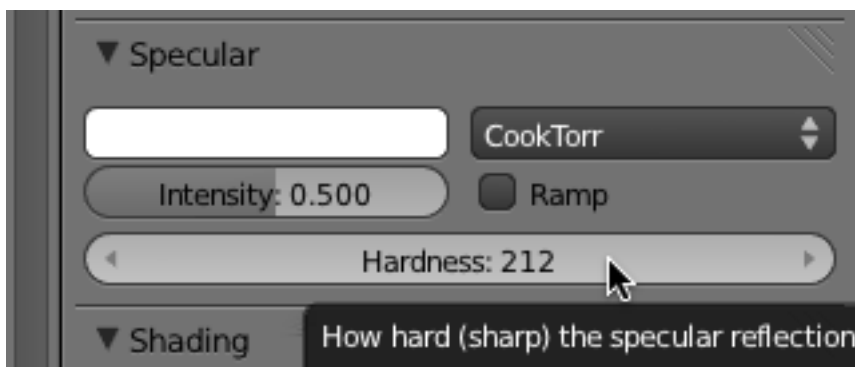 Specular
CookTorr
Intensity: 0.500
Ramp
Hardness: 212
Shading
How hard (sharp) the specular reflection